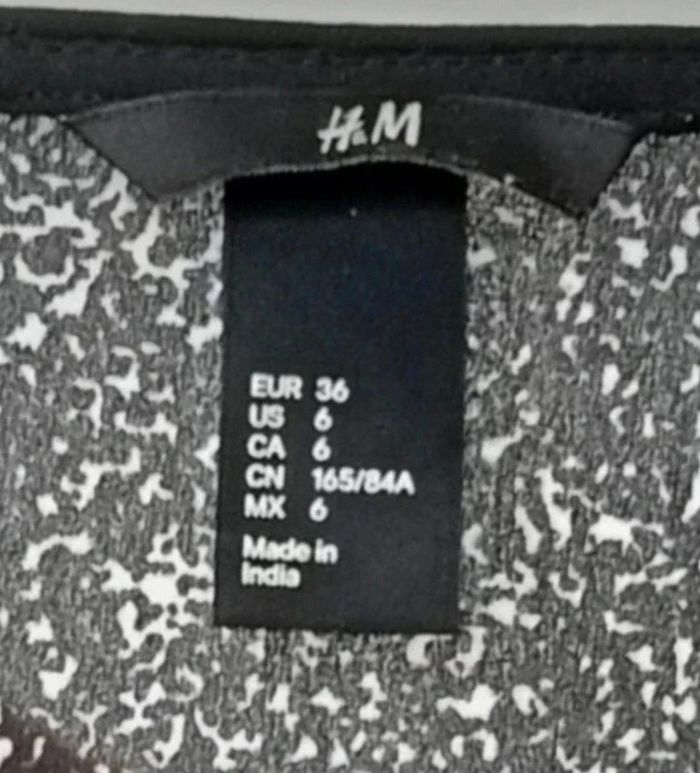 H&M
EUR 36
US 6
CA 6
CN 165/84A
MX 6
Made in
India